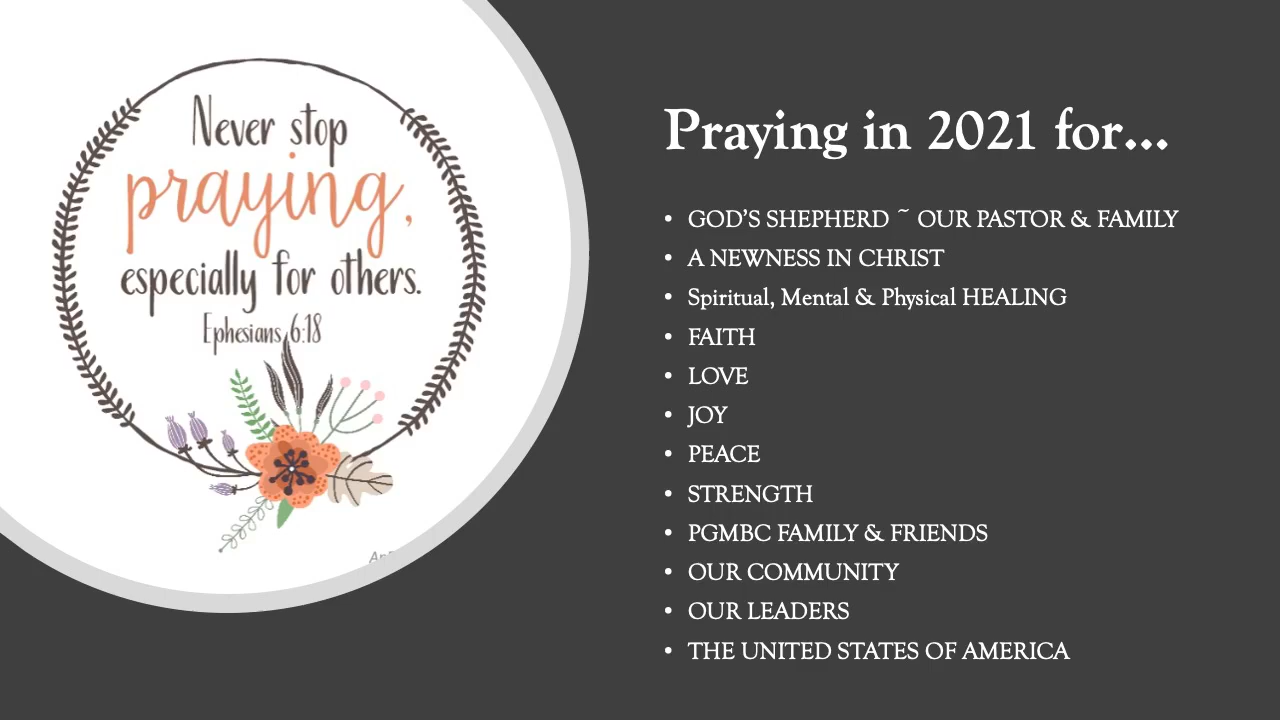 Never stop
praying,
especially for others.
Ephesians 6:18
Praying in 2021 for...
• GOD'S SHEPHERD ~ OUR PASTOR & FAMILY
• A NEWNESS IN CHRIST
• Spiritual, Mental & Physical HEALING
• FAITH
• LOVE
• JOY
• PEACE
• STRENGTH
• PGMBC FAMILY & FRIENDS
• OUR COMMUNITY
• OUR LEADERS
• THE UNITED STATES OF AMERICA